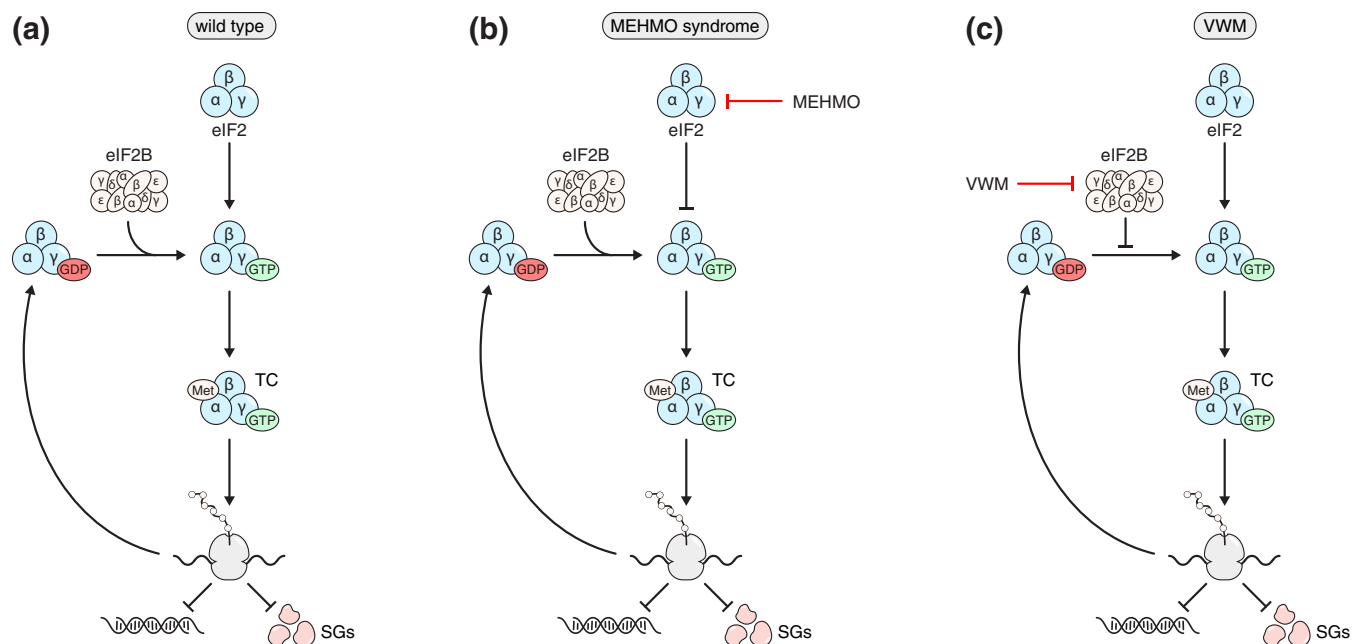 (a)
wild type
β
α γ
eIF2
eIF2B
γ δ α β ε
ε β α δ γ
β
α γ
GDP
β
α γ
GTP
Met
β
TC
α γ
GTP
SGs
(b)
MEHMO syndrome
β
α γ
MEHMO
eIF2
eIF2B
γ δ α β ε
ε β α δ γ
β
α γ
GDP
β
α γ
GTP
Met
β
TC
α γ
GTP
SGs
(c)
VWM
β
α γ
eIF2
eIF2B
VWM
γ δ α β ε
ε β α δ γ
β
α γ
GDP
β
α γ
GTP
Met
β
TC
α γ
GTP
SGs